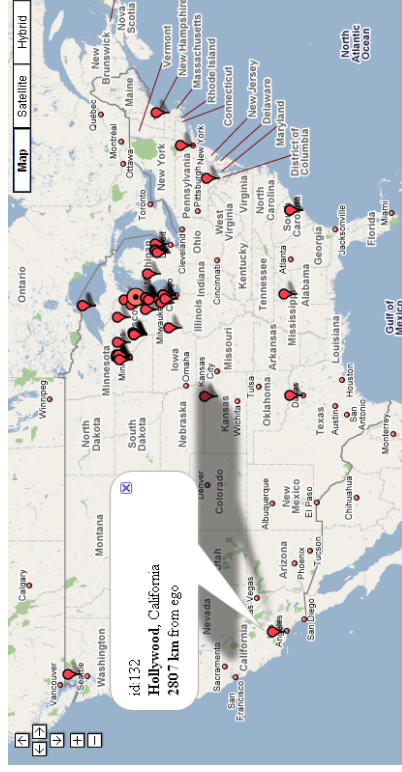 Map
Satellite
Hybrid
Calgary
Winnipeg
Ontario
Québec
New Brunswick
Nova Scotia
Vancouver
Seattle
Washington
Montana
North Dakota
Minnesota
Montreal
Ottawa
Maine
Vermont
New Hampshire
Massachusetts
Rhode Island
Connecticut
New Jersey
Delaware
Maryland
District of Columbia
id:132
Hollywood, California
2807 km from ego
South Dakota
Toronto
New York
Milwauk
Iowa
Omaha
Nebraska
Cleveland
Pennsylvania
Pittsburgh
New York
Illinois
Indiana
Ohio
Sacramento
San Francisco
Nevada
Utah
Denver
Colorado
Kansas City
Kansas
Missouri
Wichita
Cincinnati
West Virginia
Virginia
Kentucky
California
as Vegas
Albuquerque
New Mexico
Arizona
Phoenix
Tucson
El Paso
Tulsa
Oklahoma
Arkansas
Tennessee
North Carolina
South Carolina
Atlanta
Mississippi
Alabama
Georgia
Angeles
San Diego
Dallas
Texas
Austin
San Antonio
Houston
Louisiana
Jacksonville
Florida
Miami
Chihuahua
Monterrey
Gulf of
North Atlantic Ocean